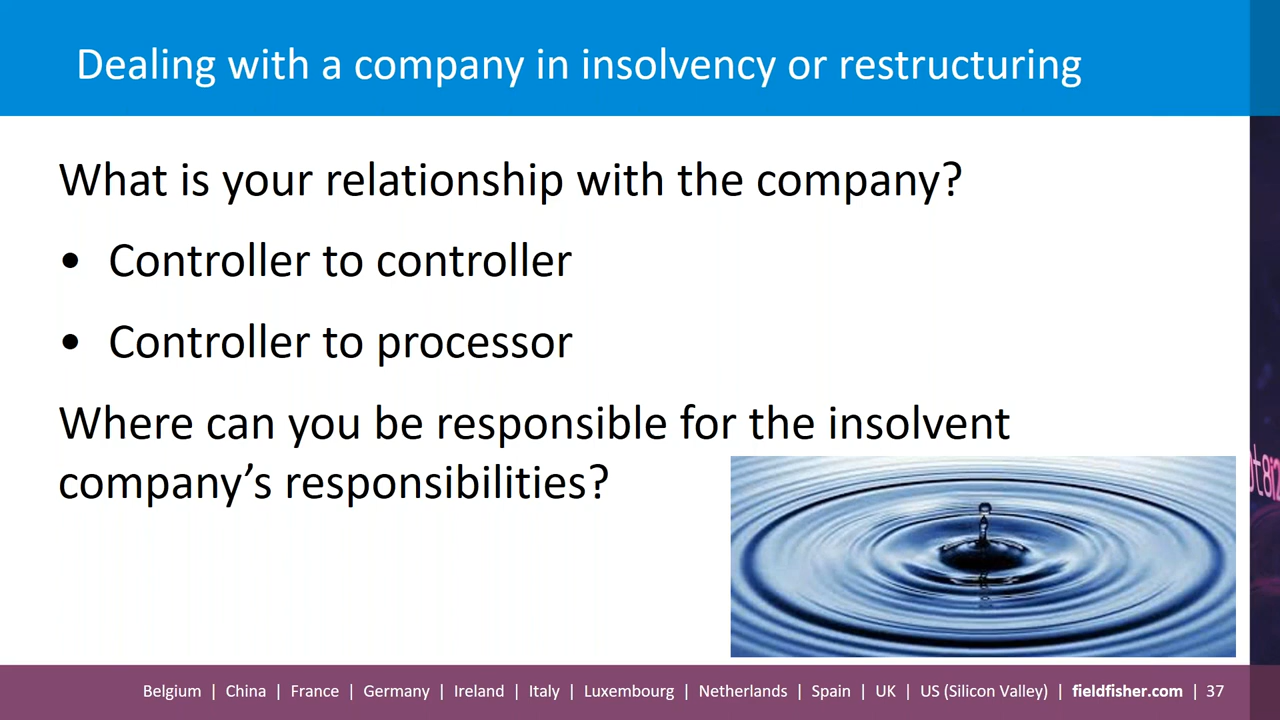 Dealing with a company in insolvency or restructuring
What is your relationship with the company?
• Controller to controller
• Controller to processor
Where can you be responsible for the insolvent
company’s responsibilities?
Belgium | China | France | Germany | Ireland | Italy | Luxembourg | Netherlands | Spain | UK | US (Silicon Valley) | fieldfisher.com | 37